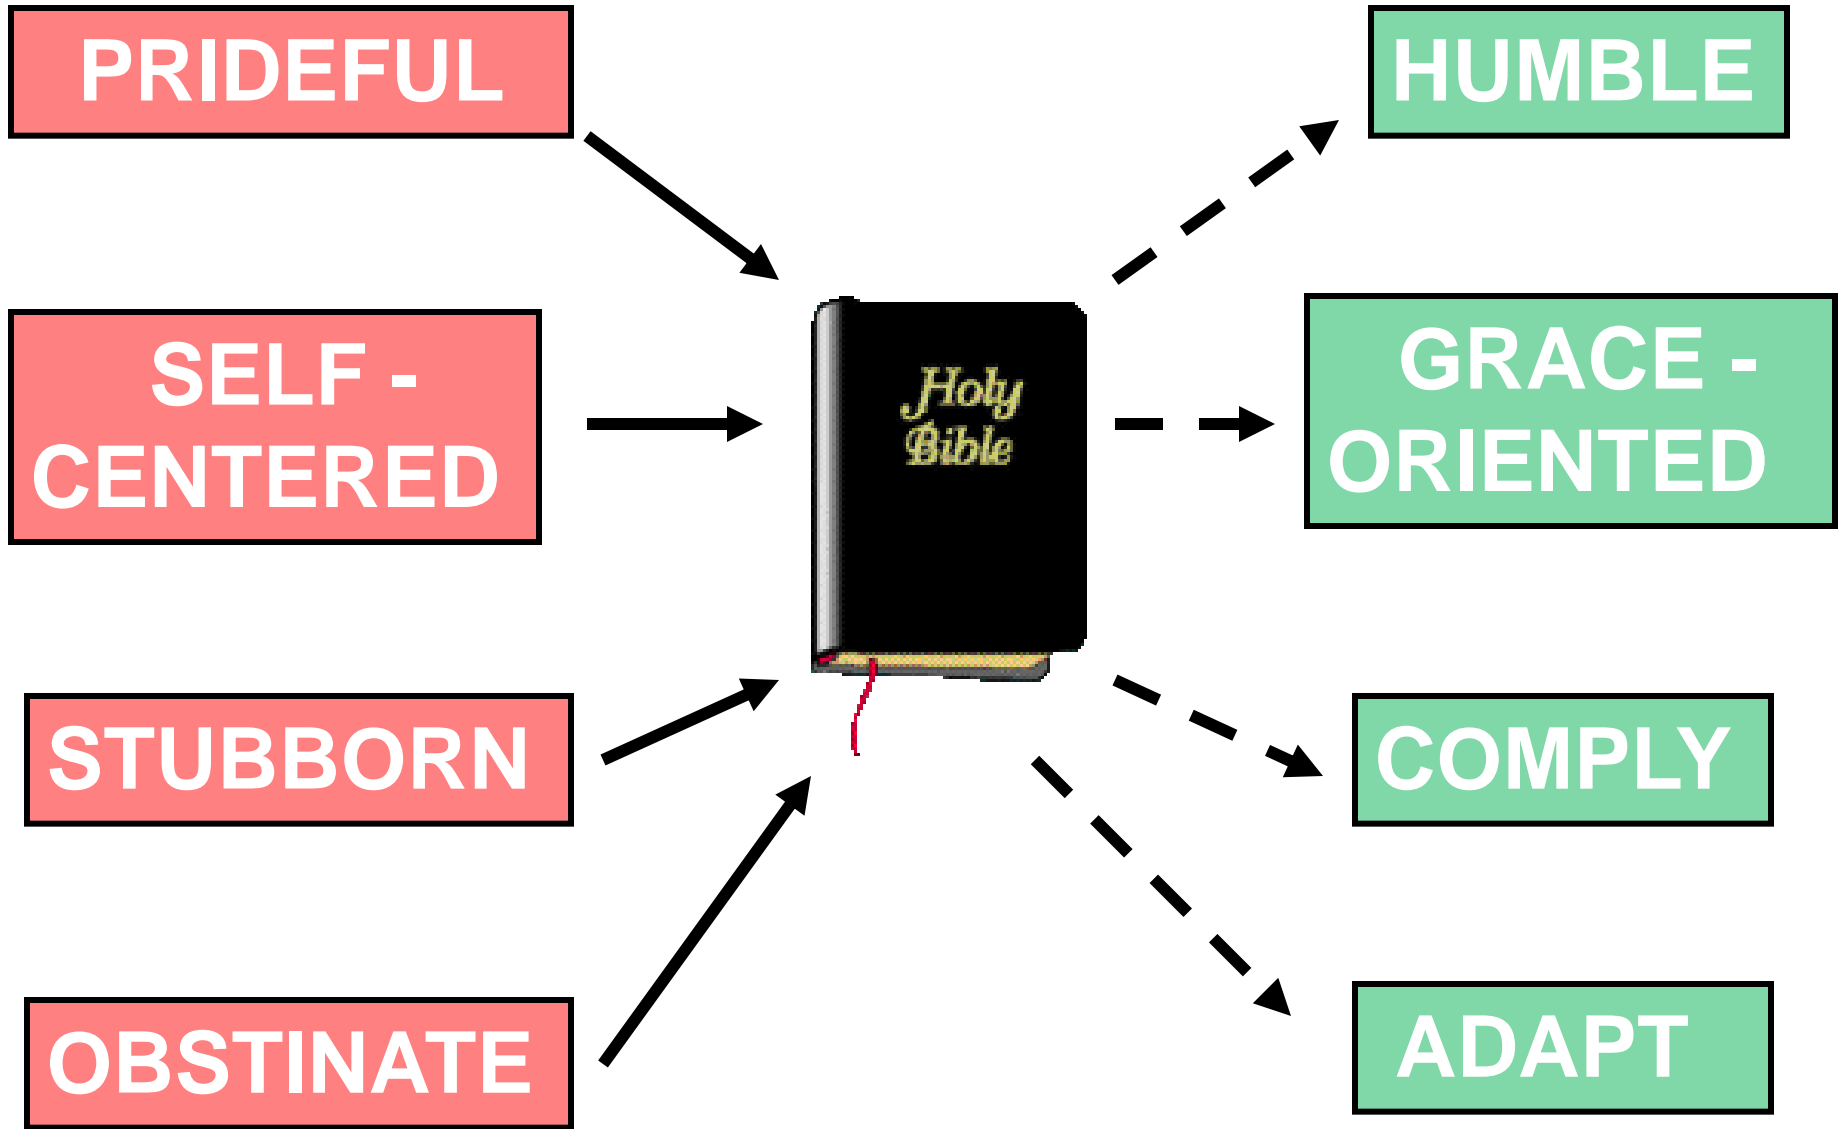 PRIDEFUL
HUMBLE
SELF -
CENTERED
Holy
Bible
GRACE -
ORIENTED
STUBBORN
COMPLY
OBSTINATE
ADAPT